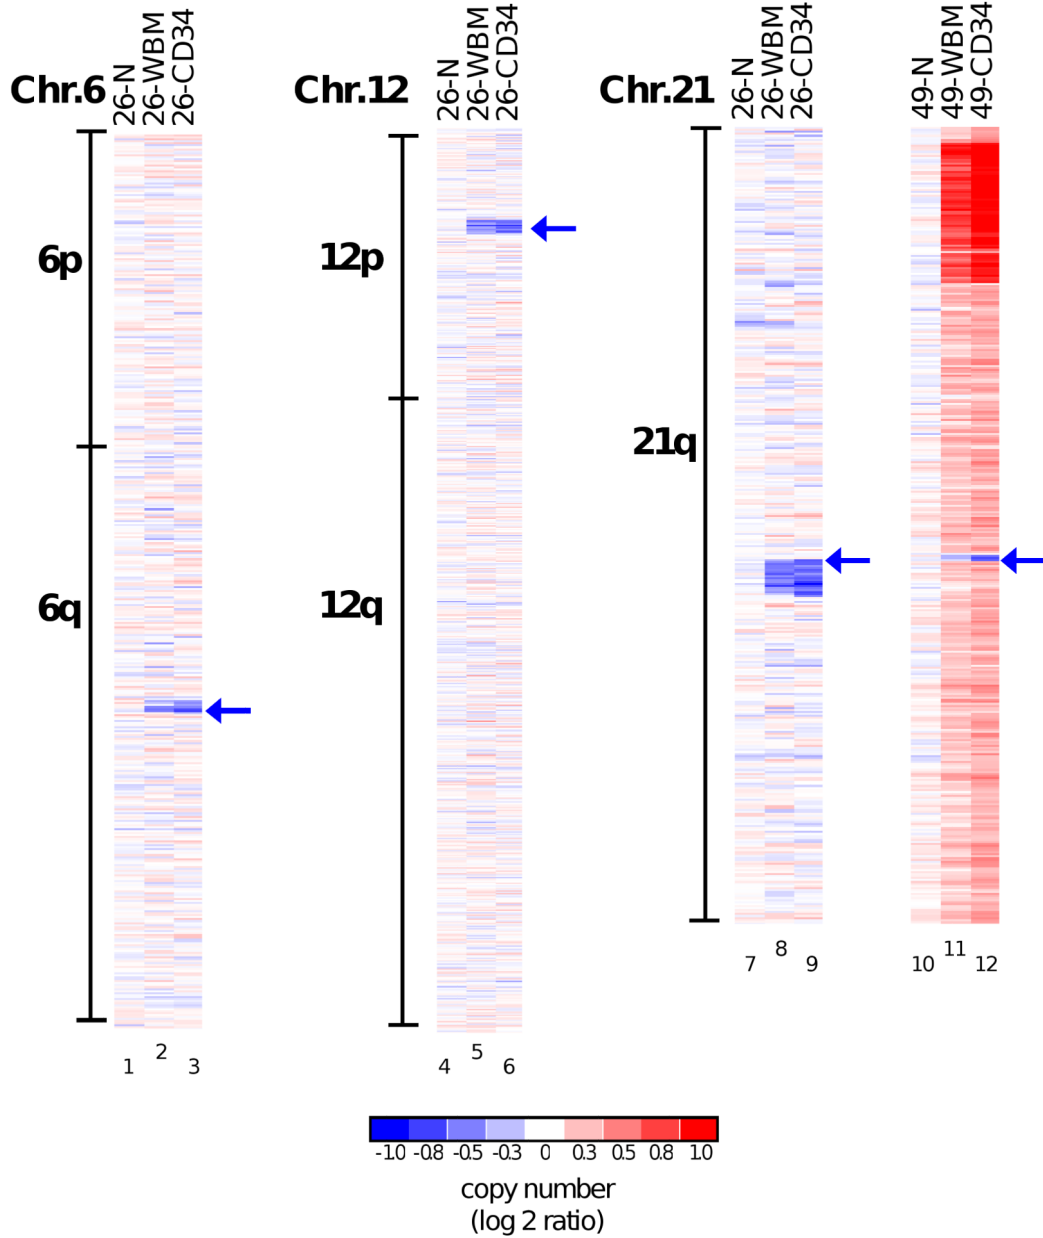 Chr.6
26-N
26-WBM
26-CD34
Chr.12
26-N
26-WBM
26-CD34
Chr.21
26-N
26-WBM
26-CD34
49-N
49-WBM
49-CD34
6p
6q
12p
12q
21q
1 2 3
4 5 6
7 8 9
10 11 12
-1.0 -0.8 -0.5 -0.3 0 0.3 0.5 0.8 1.0
copy number
(log 2 ratio)